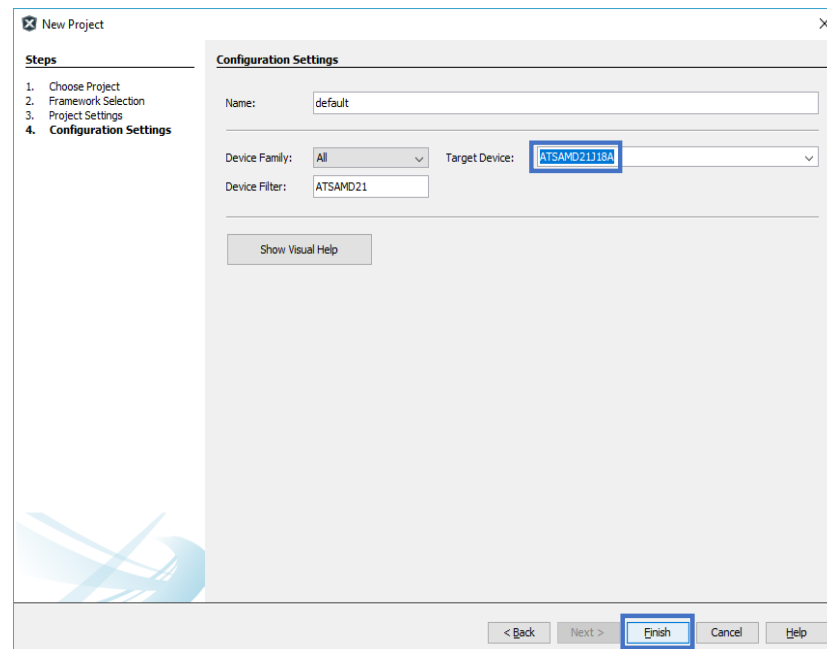 New Project
Steps
1. Choose Project
2. Framework Selection
3. Project Settings
4. Configuration Settings
Configuration Settings
Name: default
Device Family: All Target Device: ATSAMD21J18A
Device Filter: ATSAMD21
Show Visual Help
< Back Next > Finish Cancel Help